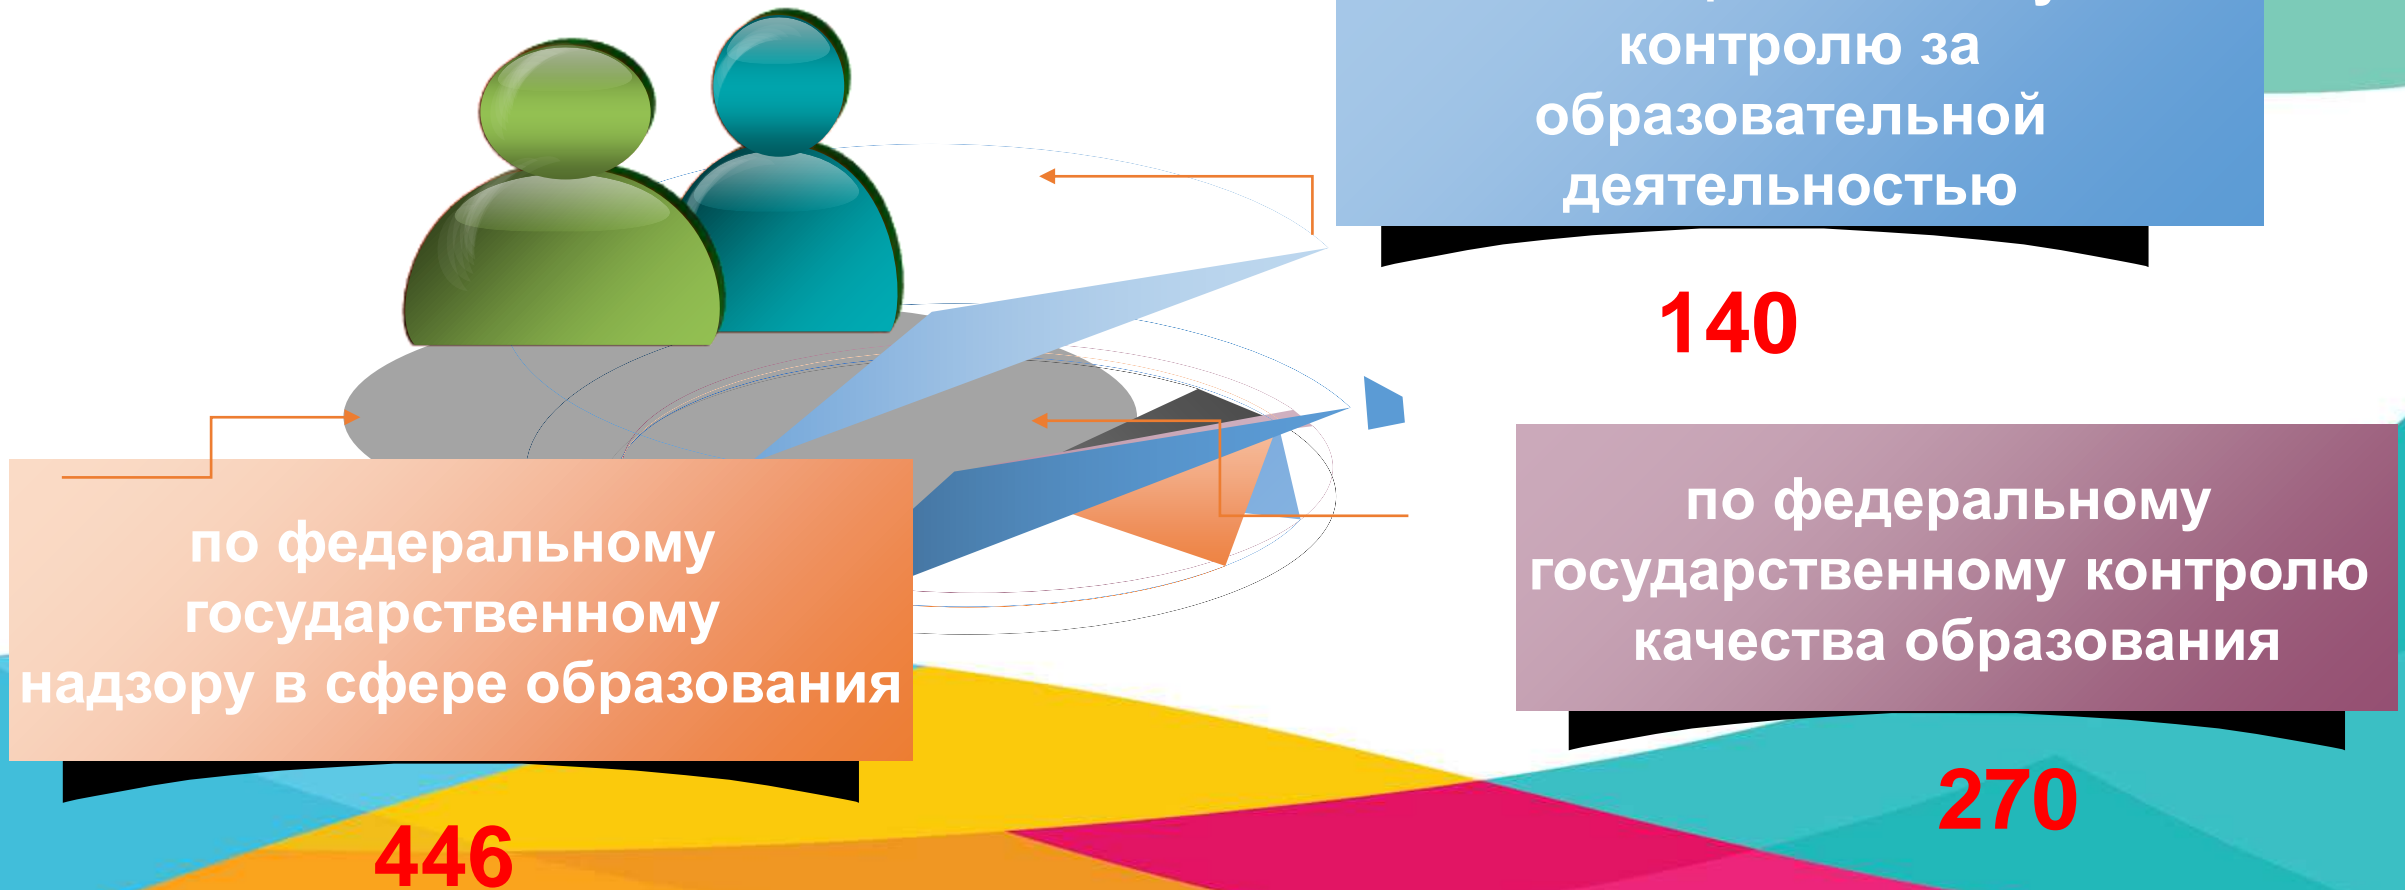 контролю за
образовательной
деятельностью
140
по федеральному
государственному контролю
качества образования
270
по федеральному
государственному
надзору в сфере образования
446